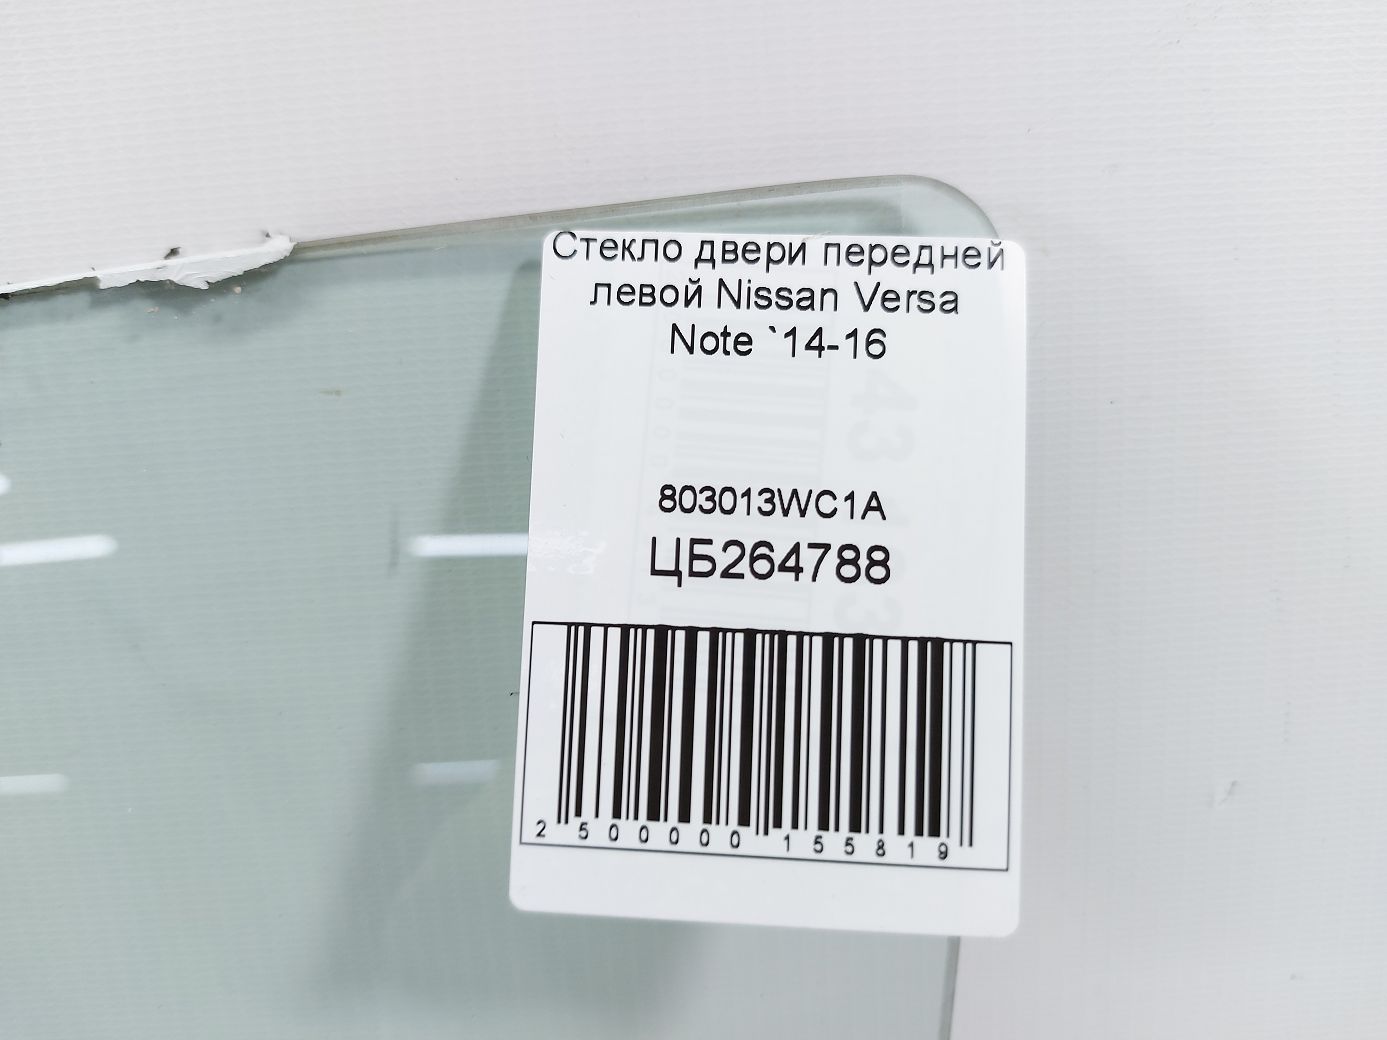 Стекло двери передней
левой Nissan Versa
Note `14-16
803013WC1A
ЦБ264788
2 500000 155819